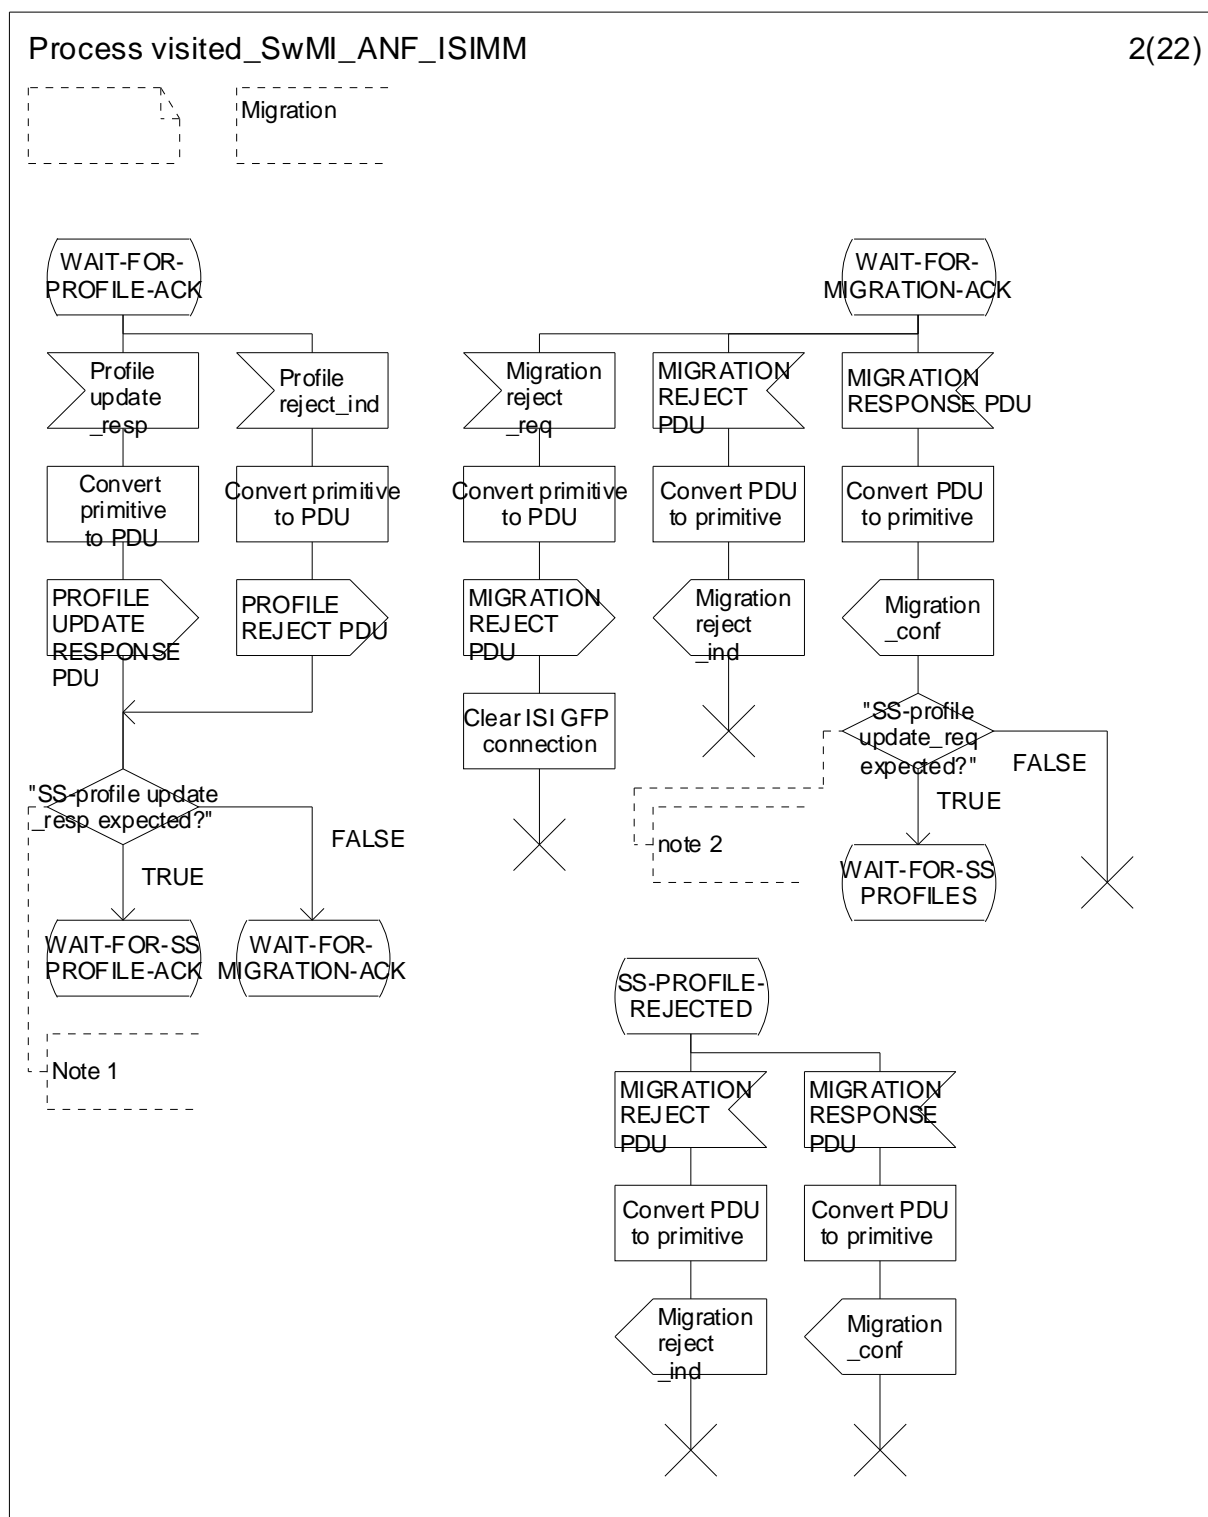 Process visited_SwMI_ANF_ISIMM
2(22)
Migration
WAIT-FOR-
PROFILE-ACK
Profile
update
_resp
Profile
reject_ind
Convert
primitive
to PDU
Convert primitive
to PDU
PROFILE
UPDATE
RESPONSE
PDU
PROFILE
REJECT PDU
"SS-profile update
_resp expected?"
FALSE
TRUE
WAIT-FOR-SS
PROFILE-ACK
WAIT-FOR-
MIGRATION-ACK
Note 1
WAIT-FOR-
MIGRATION-ACK
Migration
reject
_req
MIGRATION
REJECT
PDU
MIGRATION
RESPONSE PDU
Convert primitive
to PDU
Convert PDU
to primitive
Convert PDU
to primitive
MIGRATION
REJECT
PDU
Migration
reject
_ind
Migration
_conf
Clear ISI GFP
connection
"SS-profile
update_req
expected?"
FALSE
TRUE
note 2
WAIT-FOR-SS
PROFILES
SS-PROFILE-
REJECTED
MIGRATION
REJECT
PDU
MIGRATION
RESPONSE
PDU
Convert PDU
to primitive
Convert PDU
to primitive
Migration
reject
_ind
Migration
_conf